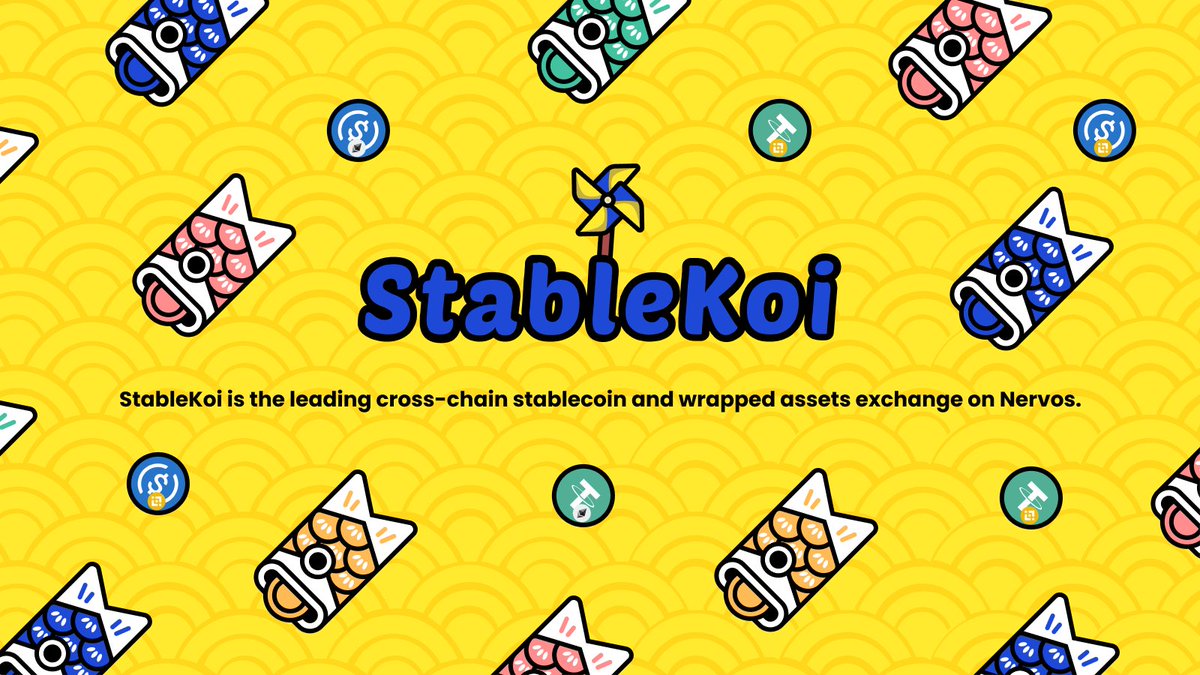 StableKoi
StableKoi is the leading cross-chain stablecoin and wrapped assets exchange on Nervos.